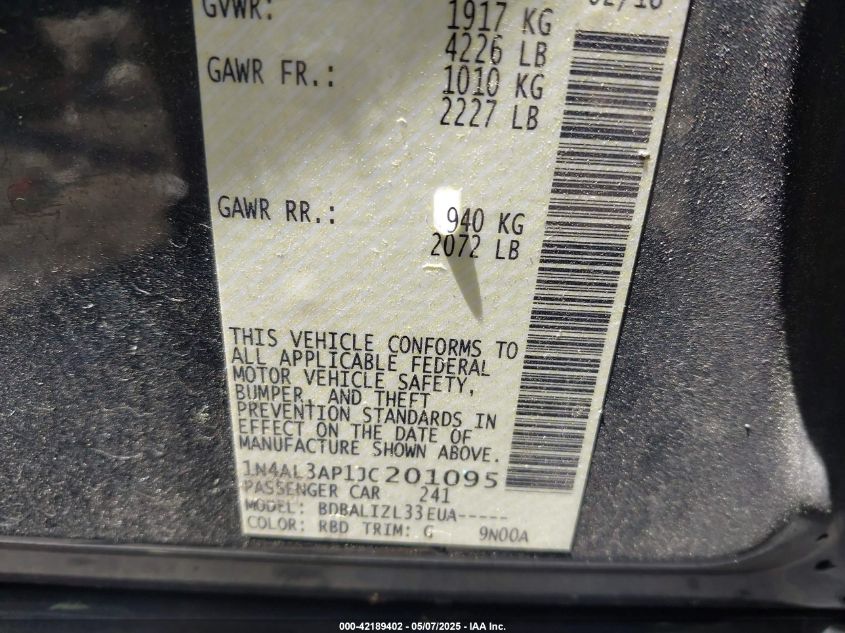 GVWR: 1917 KG
4226 LB
GAWR FR.: 1010 KG
2227 LB
GAWR RR.: 940 KG
2072 LB
THIS VEHICLE CONFORMS TO
ALL APPLICABLE FEDERAL
MOTOR VEHICLE SAFETY,
BUMPER, AND THEFT
PREVENTION STANDARDS IN
EFFECT ON THE DATE OF
MANUFACTURE SHOWN ABOVE.
1N4AL3AP1JC201095
PASSENGER CAR 241
MODEL: BDBALIZL33EUA-----
COLOR: RBD TRIM: G 9N00A
000-42189402 - 05/07/2025 - IAA Inc.